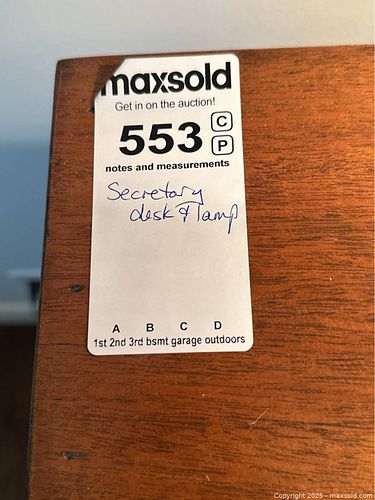 maxsold
Get in on the auction!
553 C
P
notes and measurements
Secretary
desk & lamp
A B C D
1st 2nd 3rd bsmt garage outdoors
Copyright 2025 - maxsold.com